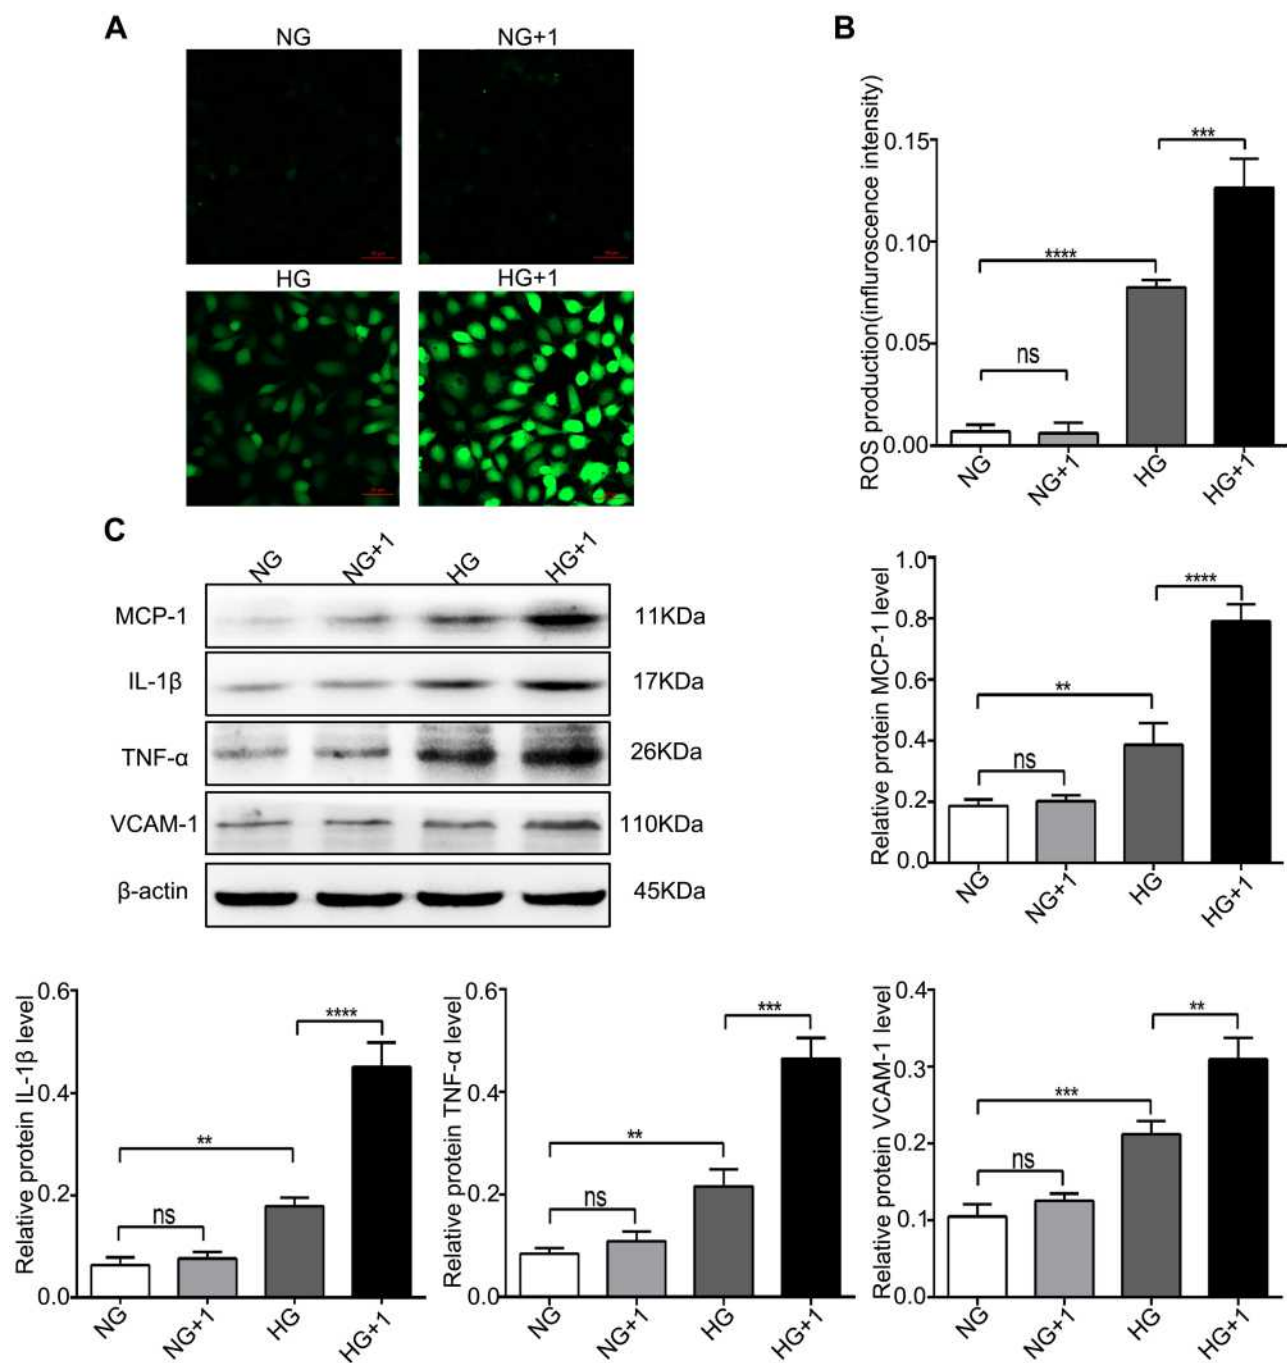 A
NG
NG+1
HG
HG+1
B
ROS production(influroscence intensity)
0.15
0.10
0.05
0.00
***
****
ns
NG
NG+1
HG
HG+1
C
NG
NG+1
HG
HG+1
MCP-1
11KDa
IL-1β
17KDa
TNF-α
26KDa
VCAM-1
110KDa
β-actin
45KDa
Relative protein MCP-1 level
1.0
0.8
0.6
0.4
0.2
0.0
****
**
ns
NG
NG+1
HG
HG+1
Relative protein IL-1β level
0.6
0.4
0.2
0.0
****
**
ns
NG
NG+1
HG
HG+1
Relative protein TNF-α level
0.6
0.4
0.2
0.0
***
**
ns
NG
NG+1
HG
HG+1
Relative protein VCAM-1 level
0.4
0.3
0.2
0.1
0.0
**
***
ns
NG
NG+1
HG
HG+1